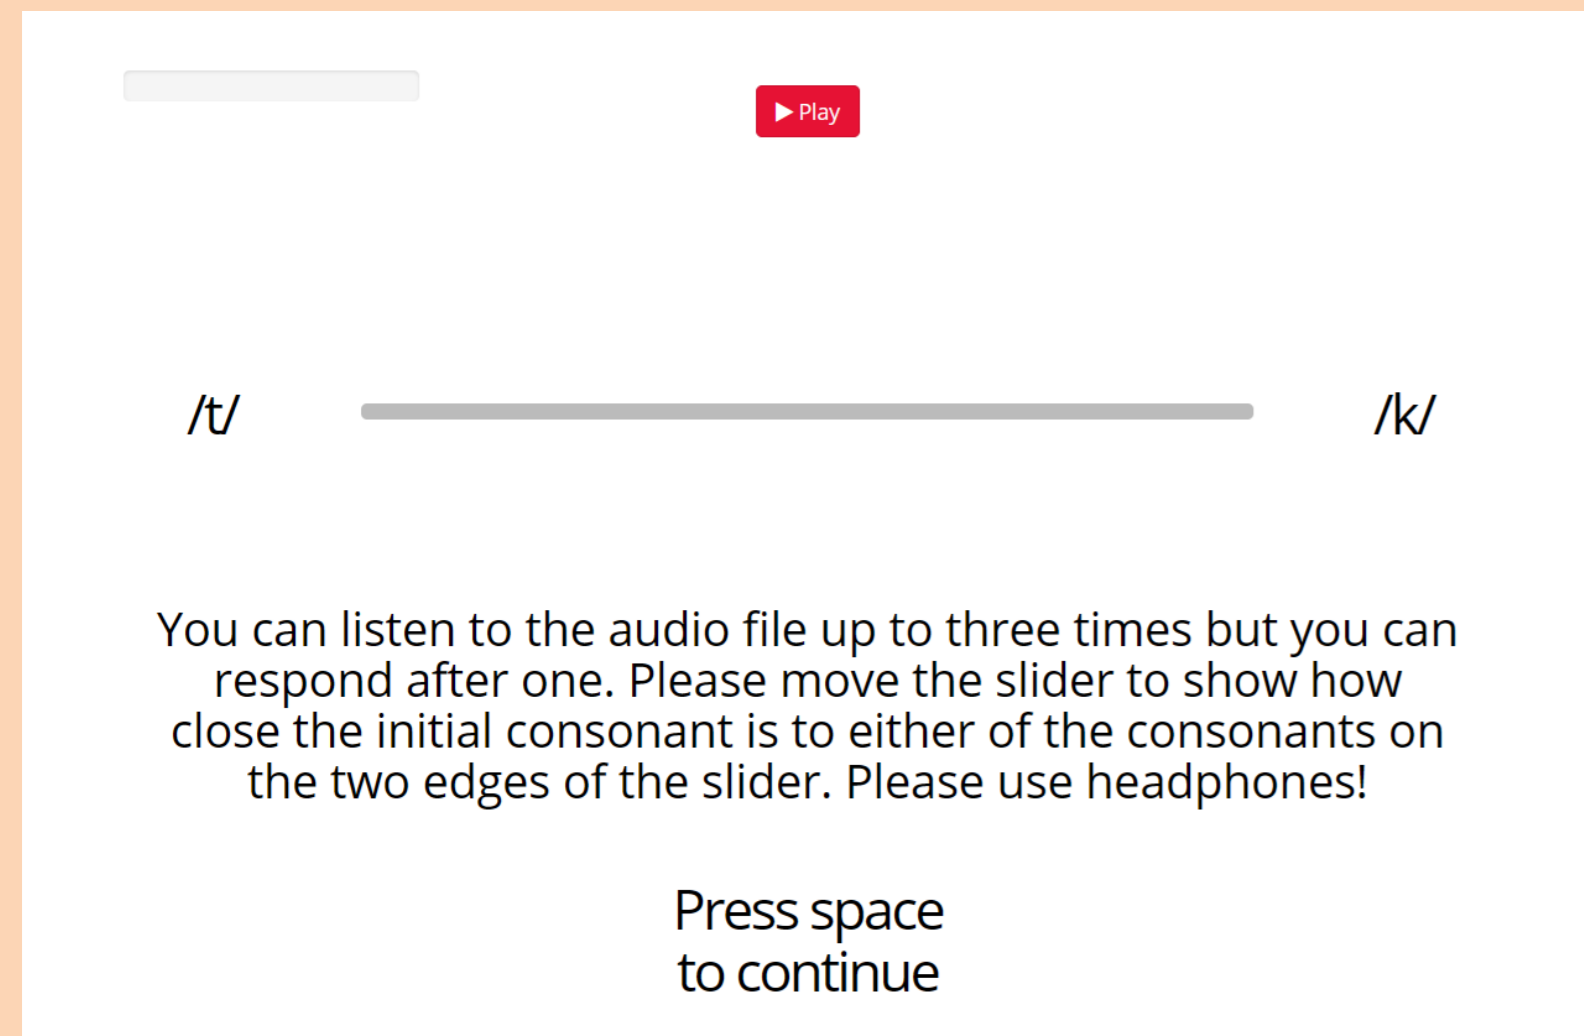 Play
/t/ /k/
You can listen to the audio file up to three times but you can
respond after one. Please move the slider to show how
close the initial consonant is to either of the consonants on
the two edges of the slider. Please use headphones!
Press space
to continue